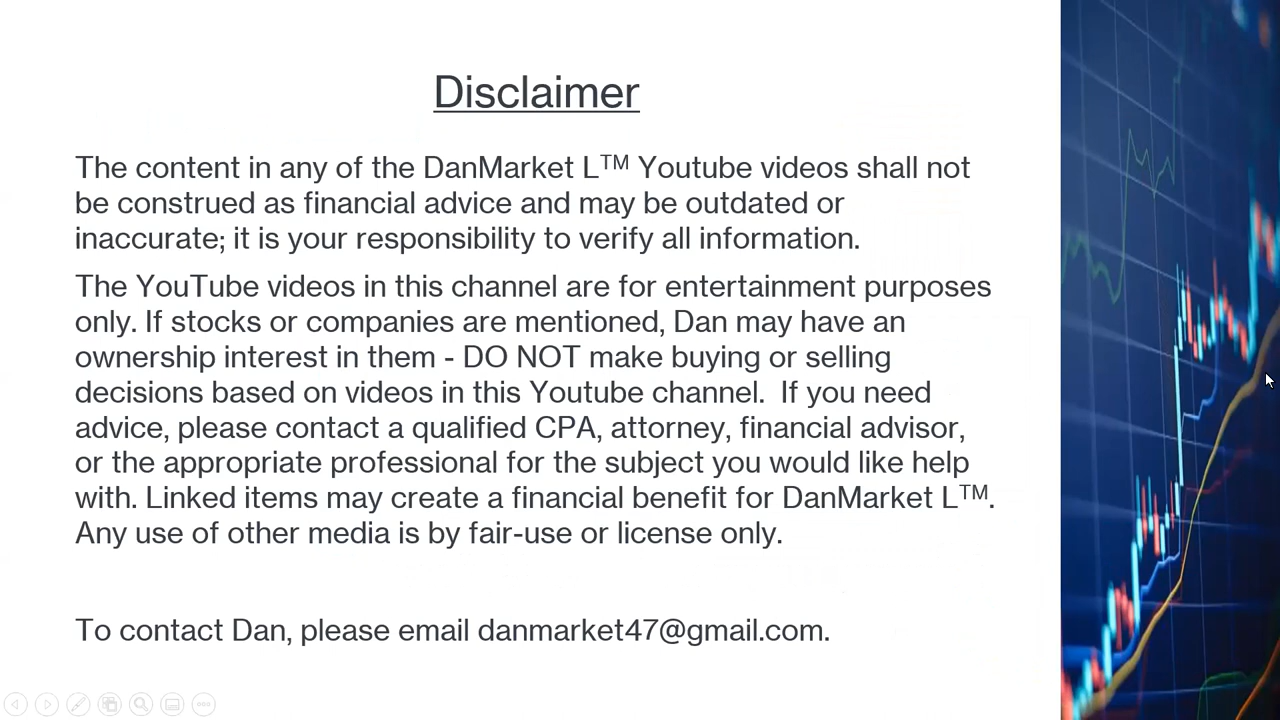 Disclaimer
The content in any of the DanMarket L™ Youtube videos shall not
be construed as financial advice and may be outdated or
inaccurate; it is your responsibility to verify all information.
The YouTube videos in this channel are for entertainment purposes
only. If stocks or companies are mentioned, Dan may have an
ownership interest in them - DO NOT make buying or selling
decisions based on videos in this Youtube channel.  If you need
advice, please contact a qualified CPA, attorney, financial advisor,
or the appropriate professional for the subject you would like help
with. Linked items may create a financial benefit for DanMarket L™.
Any use of other media is by fair-use or license only.
To contact Dan, please email danmarket47@gmail.com.